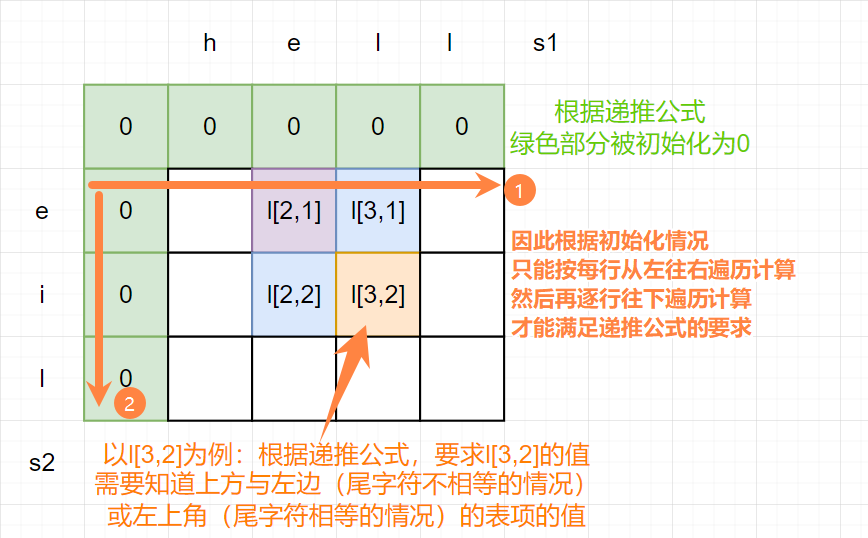 h e l l s1
0 0 0 0 0
根据递推公式
绿色部分被初始化为0
e 0 l[2,1] l[3,1]
1
i 0 l[2,2] l[3,2]
因此根据初始化情况
只能按每行从左往右遍历计算
然后再逐行往下遍历计算
才能满足递推公式的要求
l 0
2
s2
以l[3,2]为例：根据递推公式，要求l[3,2]的值
需要知道上方与左边（尾字符不相等的情况）
或左上角（尾字符相等的情况）的表项的值